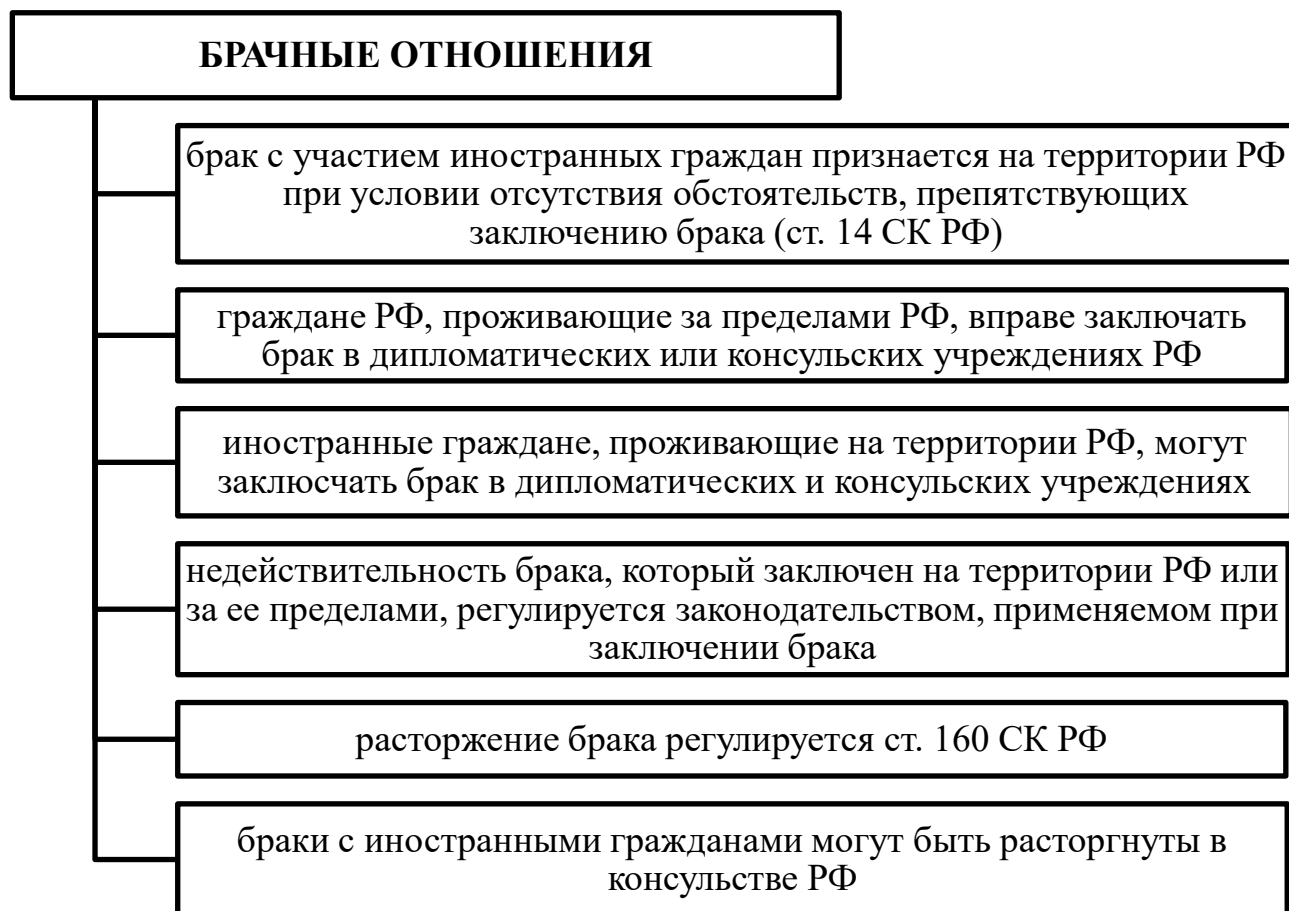 БРАЧНЫЕ ОТНОШЕНИЯ
брак с участием иностранных граждан признается на территории РФ
при условии отсутствия обстоятельств, препятствующих
заключению брака (ст. 14 СК РФ)
граждане РФ, проживающие за пределами РФ, вправе заключать
брак в дипломатических или консульских учреждениях РФ
иностранные граждане, проживающие на территории РФ, могут
заклюсчать брак в дипломатических и консульских учреждениях
недействительность брака, который заключен на территории РФ или
за ее пределами, регулируется законодательством, применяемом при
заключении брака
расторжение брака регулируется ст. 160 СК РФ
браки с иностранными гражданами могут быть расторгнуты в
консульстве РФ